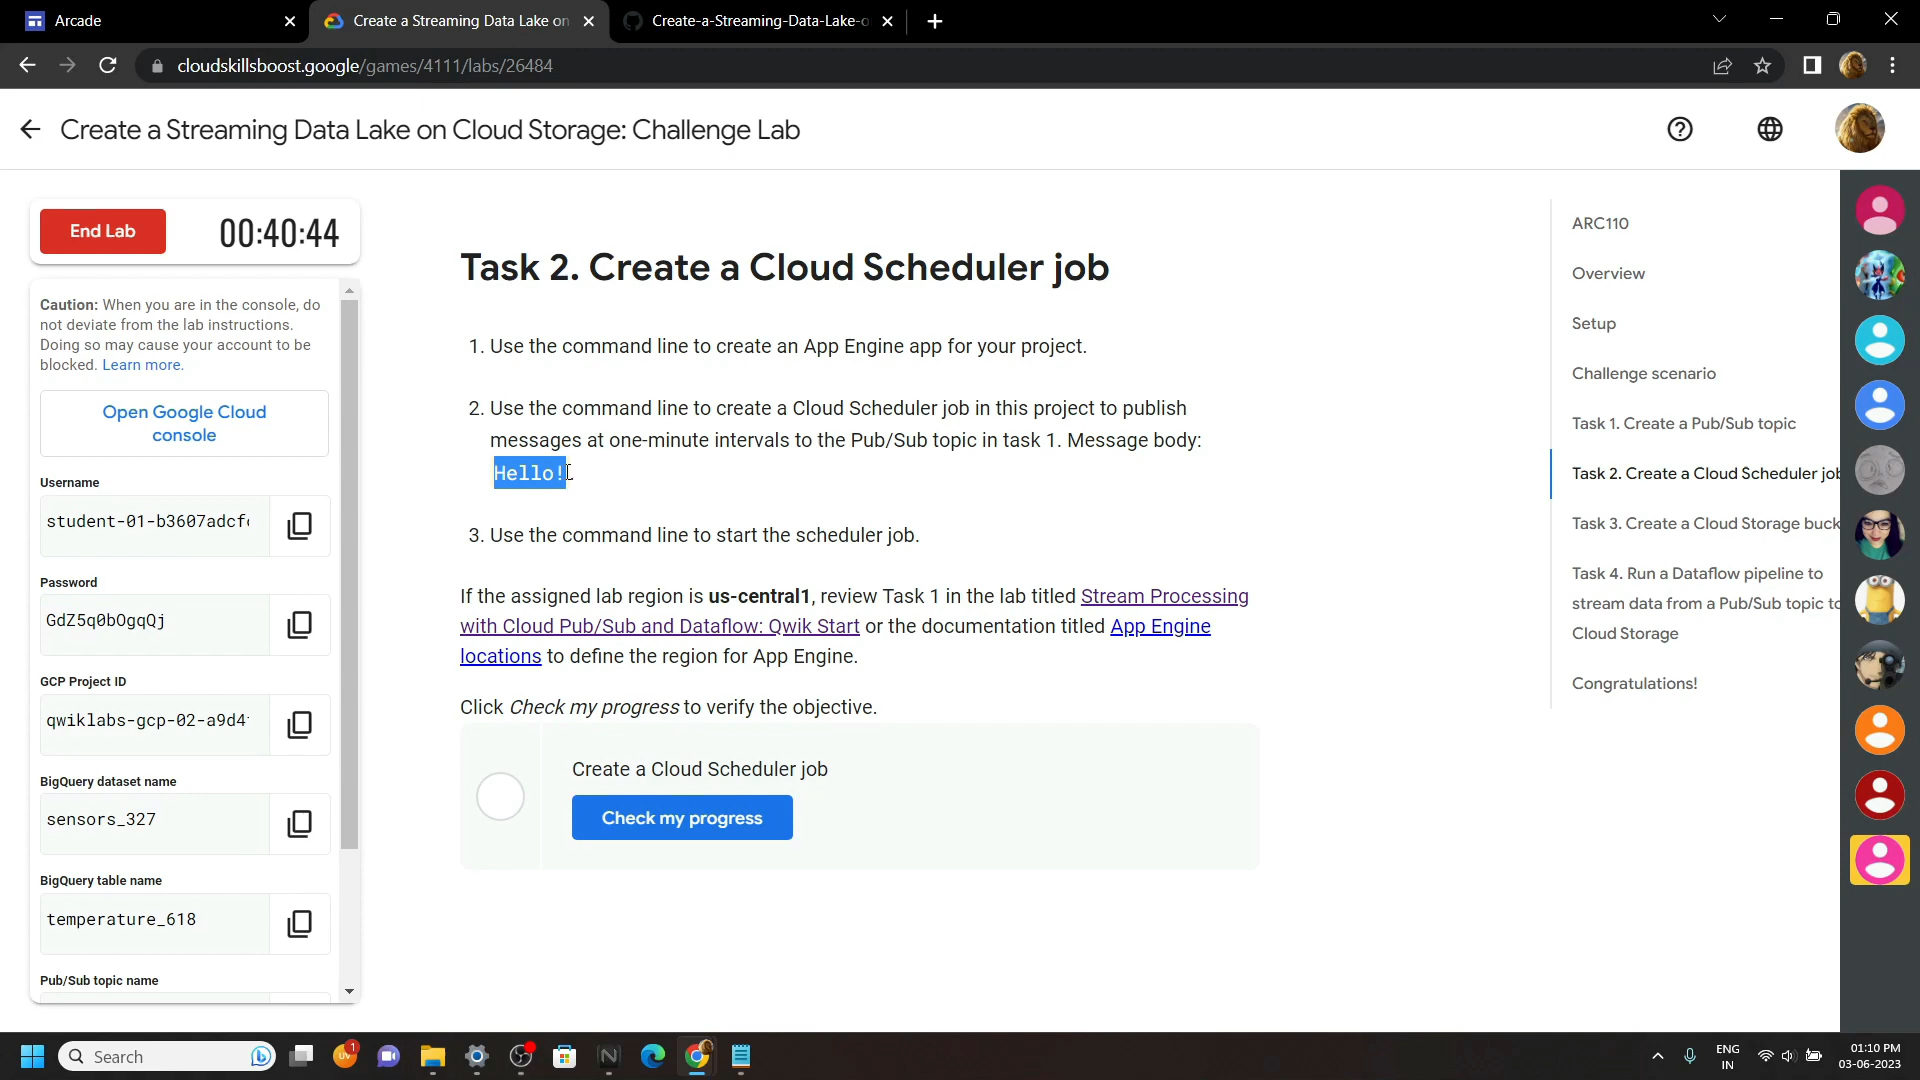 Arcade
Create a Streaming Data Lake on
Create-a-Streaming-Data-Lake-o
cloudskillsboost.google/games/4111/labs/26484
Create a Streaming Data Lake on Cloud Storage: Challenge Lab
End Lab
00:40:44
Caution: When you are in the console, do
not deviate from the lab instructions.
Doing so may cause your account to be
blocked. Learn more.
Open Google Cloud
console
Username
student-01-b3607adcf
Password
GdZ5q0bOgqQj
GCP Project ID
qwiklabs-gcp-02-a9d4
BigQuery dataset name
sensors_327
BigQuery table name
temperature_618
Pub/Sub topic name
Task 2. Create a Cloud Scheduler job
1. Use the command line to create an App Engine app for your project.
2. Use the command line to create a Cloud Scheduler job in this project to publish
messages at one-minute intervals to the Pub/Sub topic in task 1. Message body:
Hello!.
3. Use the command line to start the scheduler job.
If the assigned lab region is us-central1, review Task 1 in the lab titled Stream Processing
with Cloud Pub/Sub and Dataflow: Qwik Start or the documentation titled App Engine
locations to define the region for App Engine.
Click Check my progress to verify the objective.
Create a Cloud Scheduler job
Check my progress
ARC110
Overview
Setup
Challenge scenario
Task 1. Create a Pub/Sub topic
Task 2. Create a Cloud Scheduler job
Task 3. Create a Cloud Storage buck
Task 4. Run a Dataflow pipeline to
stream data from a Pub/Sub topic to
Cloud Storage
Congratulations!
Search
1
ENG
IN
01:10 PM
03-06-2023